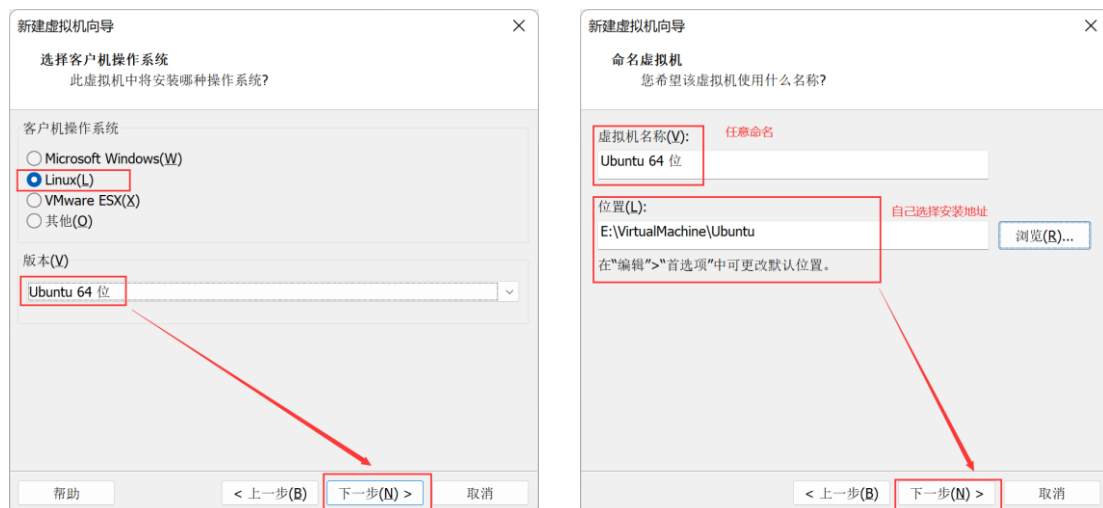 新建虚拟机向导
选择客户机操作系统
此虚拟机中将安装哪种操作系统?
客户机操作系统
Microsoft Windows(W)
Linux(L)
VMware ESX(X)
其他(O)
版本(V)
Ubuntu 64 位
帮助
< 上一步(B)
下一步(N) >
取消
新建虚拟机向导
命名虚拟机
您希望该虚拟机使用什么名称?
虚拟机名称(V):
任意命名
Ubuntu 64 位
位置(L):
自己选择安装地址
E:\VirtualMachine\Ubuntu
浏览(R)...
在"编辑">"首选项"中可更改默认位置。
< 上一步(B)
下一步(N) >
取消